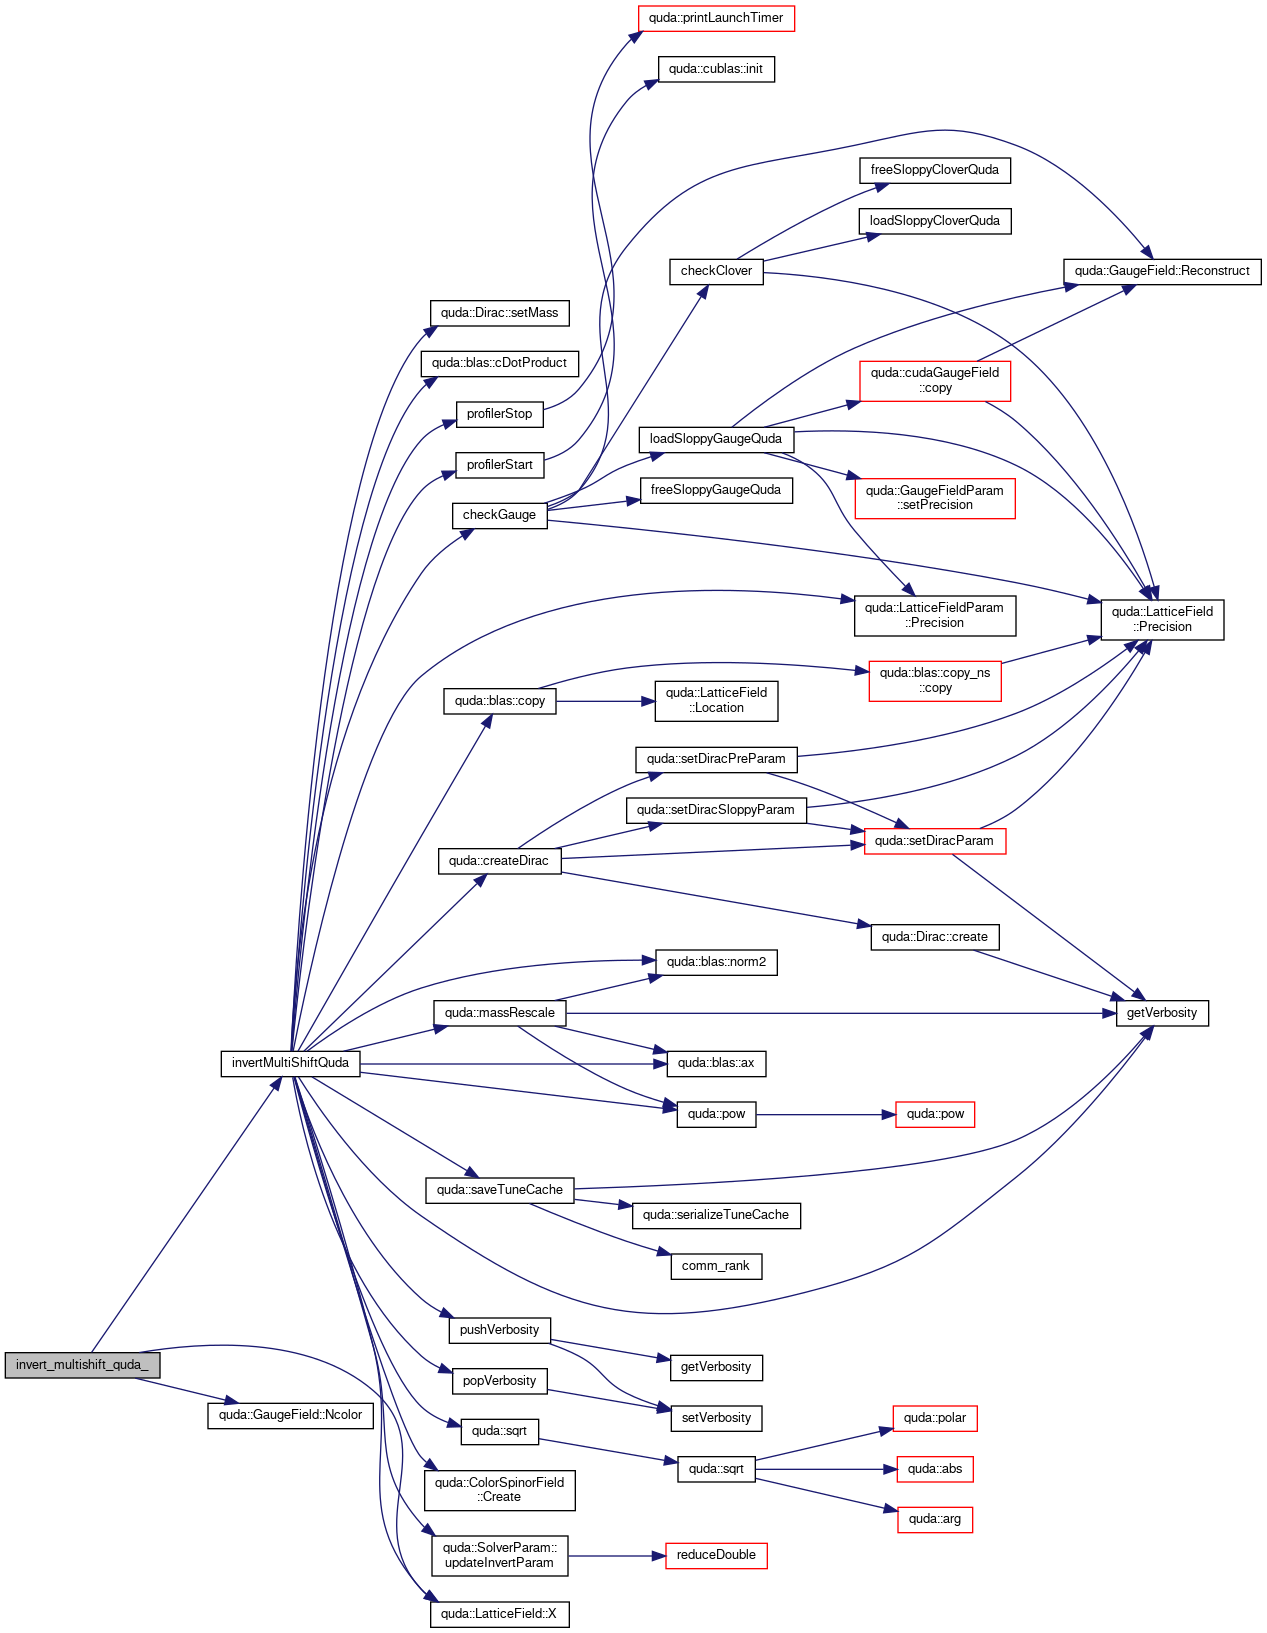 quda::printLaunchTimer
quda::cublas::init
freeSloppyCloverQuda
loadSloppyCloverQuda
checkClover
quda::GaugeField::Reconstruct
quda::Dirac::setMass
quda::blas::cDotProduct
quda::cudaGaugeField
::copy
profilerStop
loadSloppyGaugeQuda
profilerStart
freeSloppyGaugeQuda
quda::GaugeFieldParam
::setPrecision
checkGauge
quda::LatticeFieldParam
::Precision
quda::LatticeField
::Precision
quda::blas::copy_ns
::copy
quda::blas::copy
quda::LatticeField
::Location
quda::setDiracPreParam
quda::setDiracSloppyParam
quda::setDiracParam
quda::createDirac
quda::Dirac::create
quda::blas::norm2
quda::massRescale
getVerbosity
invertMultiShiftQuda
quda::blas::ax
quda::pow
quda::pow
quda::saveTuneCache
quda::serializeTuneCache
comm_rank
pushVerbosity
invert_multishift_quda_
getVerbosity
popVerbosity
quda::GaugeField::Ncolor
setVerbosity
quda::polar
quda::sqrt
quda::sqrt
quda::abs
quda::ColorSpinorField
::Create
quda::arg
quda::SolverParam::
updateInvertParam
reduceDouble
quda::LatticeField::X